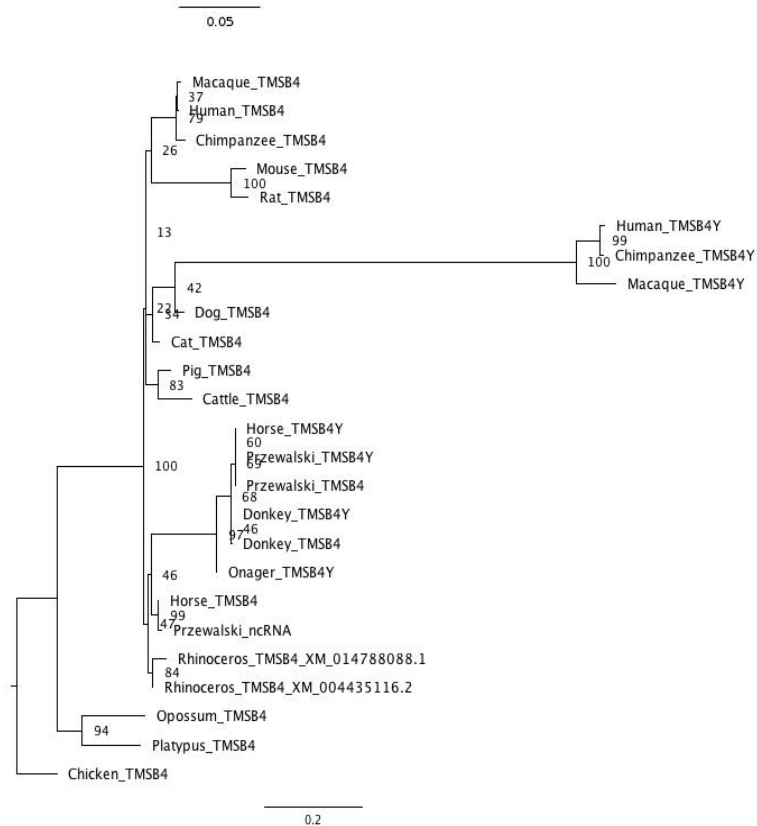 0.05
Macaque_TMSB4
37
Human_TMSB4
79
Chimpanzee_TMSB4
26
Mouse_TMSB4
100
Rat_TMSB4
Human_TMSB4Y
13
99
Chimpanzee_TMSB4Y
100
Macaque_TMSB4Y
42
22
54
Dog_TMSB4
Cat_TMSB4
Pig_TMSB4
83
Cattle_TMSB4
Horse_TMSB4Y
60
Przewalski_TMSB4Y
69
100
Przewalski_TMSB4
68
Donkey_TMSB4Y
46
97
Donkey_TMSB4
Onager_TMSB4Y
46
Horse_TMSB4
99
47
Przewalski_ncRNA
Rhinoceros_TMSB4_XM_014788088.1
84
Rhinoceros_TMSB4_XM_004435116.2
Opossum_TMSB4
94
Platypus_TMSB4
Chicken_TMSB4
0.2